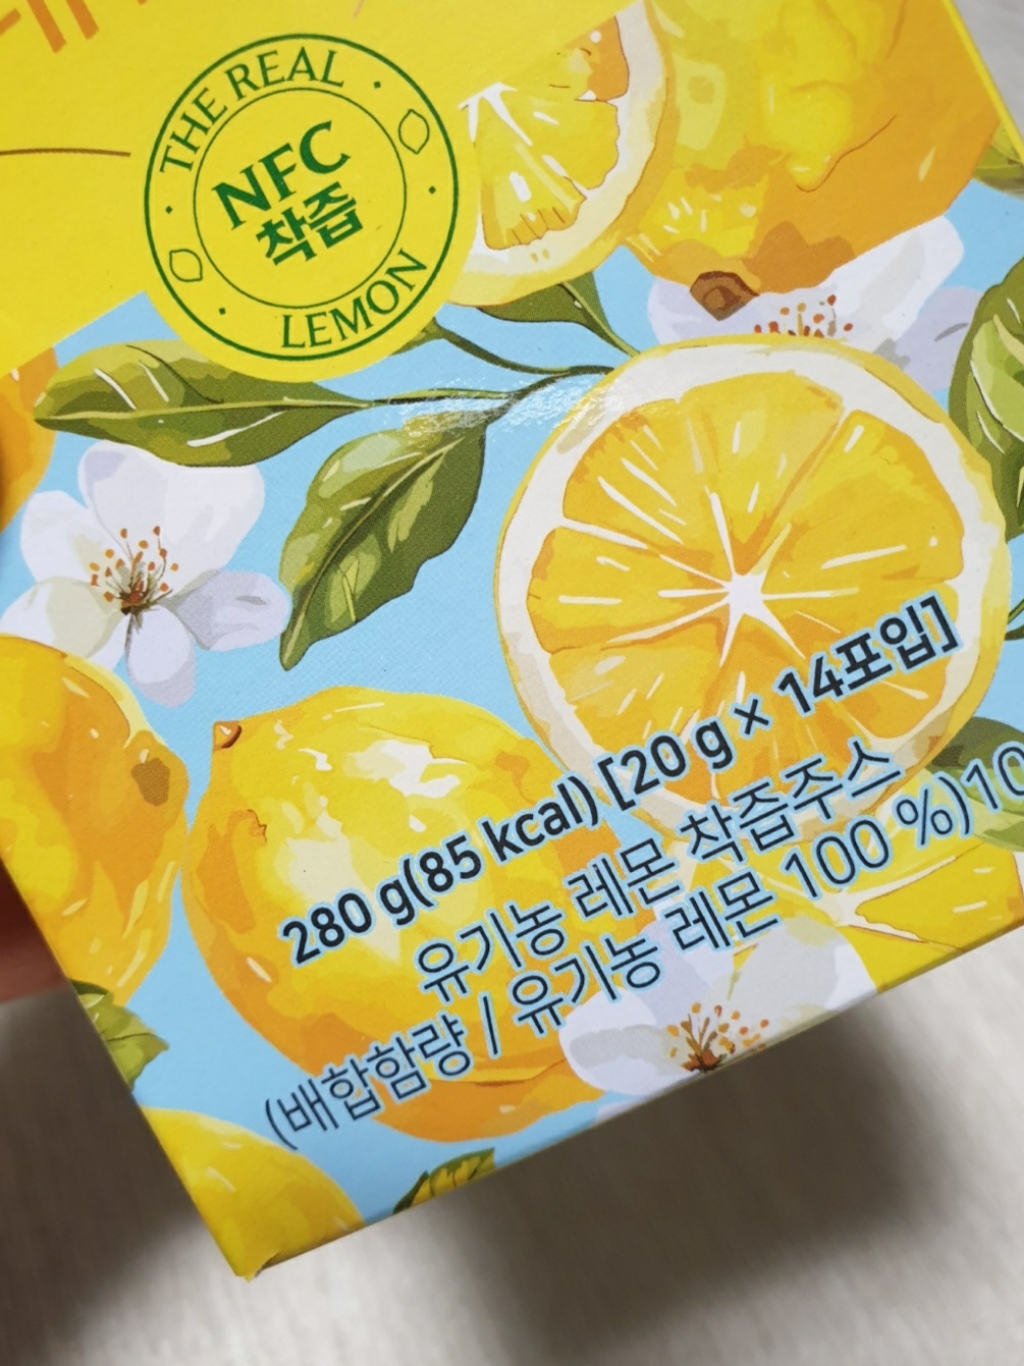 THE REAL
NFC
착즙
LEMON
280 g(85 kcal) [20 g × 14포입]
유기농 레몬 착즙주스
(배합함량 / 유기농 레몬 100 %)10